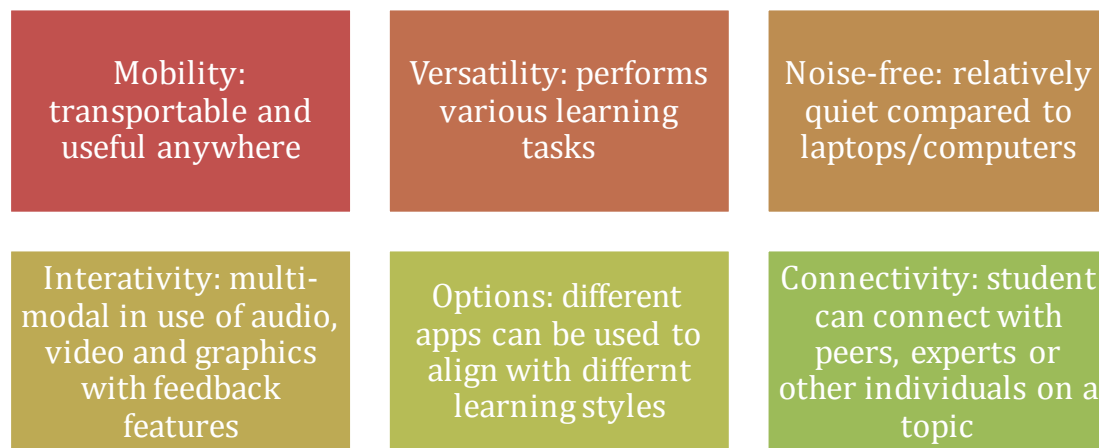 Mobility:
transportable and
useful anywhere
Versatility: performs
various learning
tasks
Noise-free: relatively
quiet compared to
laptops/computers
Interativity: multi-
modal in use of audio,
video and graphics
with feedback
features
Options: different
apps can be used to
align with differnt
learning styles
Connectivity: student
can connect with
peers, experts or
other individuals on a
topic